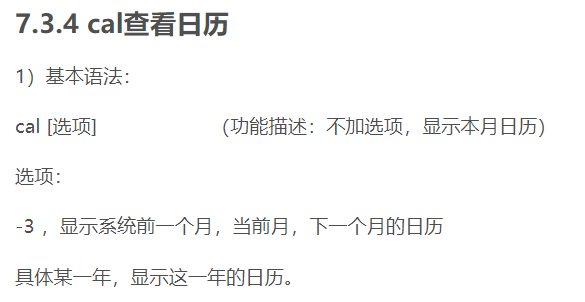 7.3.4 cal查看日历
1）基本语法：
cal [选项] （功能描述：不加选项，显示本月日历）
选项：
-3 ，显示系统前一个月，当前月，下一个月的日历
具体某一年，显示这一年的日历。